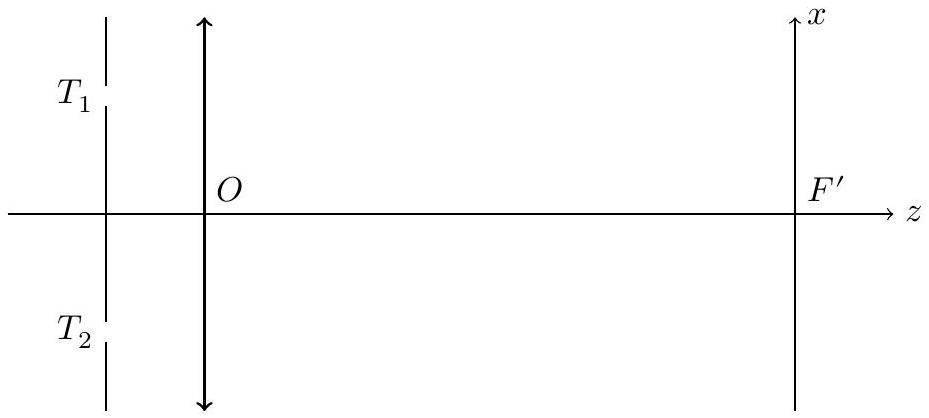 x
T₁
O
F′
z
T₂